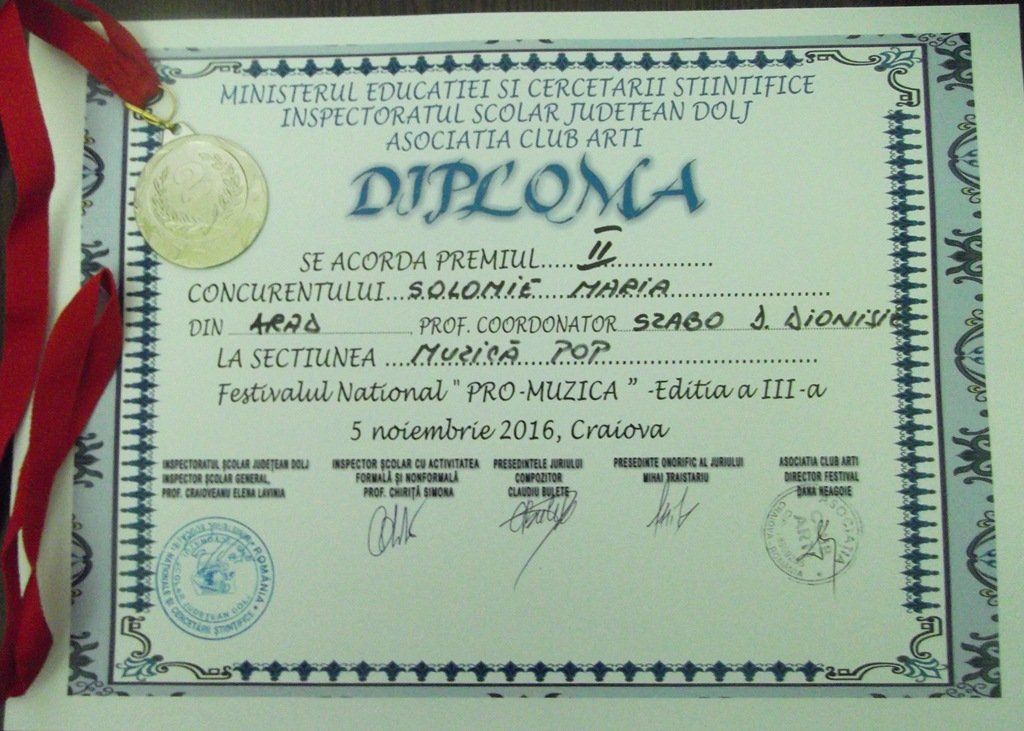 MINISTERUL EDUCATIEI SI CERCETARII STIINTIFICE
INSPECTORATUL SCOLAR JUDETEAN DOLJ
ASOCIATIA CLUB ARTI
DIPLOMA
2
SE ACORDA PREMIUL.....II..................
CONCURENTULUI...SOLOMIE MARIA
DIN ARAD, PROF. COORDONATOR SZABO J. DIONISIE
LA SECTIUNEA ....MUZICĂ POP
Festivalul National " PRO-MUZICA " -Editia a III-a
5 noiembrie 2016, Craiova
INSPECTORATUL ŞCOLAR JUDEŢEAN DOLJ
INSPECTOR ŞCOLAR GENERAL,
PROF. CRAIOVEANU ELENA LAVINIA
INSPECTOR ŞCOLAR CU ACTIVITATEA
FORMALĂ ŞI NONFORMALĂ
PROF. CHIRIŢĂ SIMONA
PRESEDINTELE JURIULUI
COMPOZITOR
CLAUDIU BULETE
PRESEDINTE ONORIFIC AL JURIULUI
MIHAI TRAISTARIU
ASOCIATIA CLUB ARTI
DIRECTOR FESTIVAL
DANA NEAGOIE
ROMÂNIA